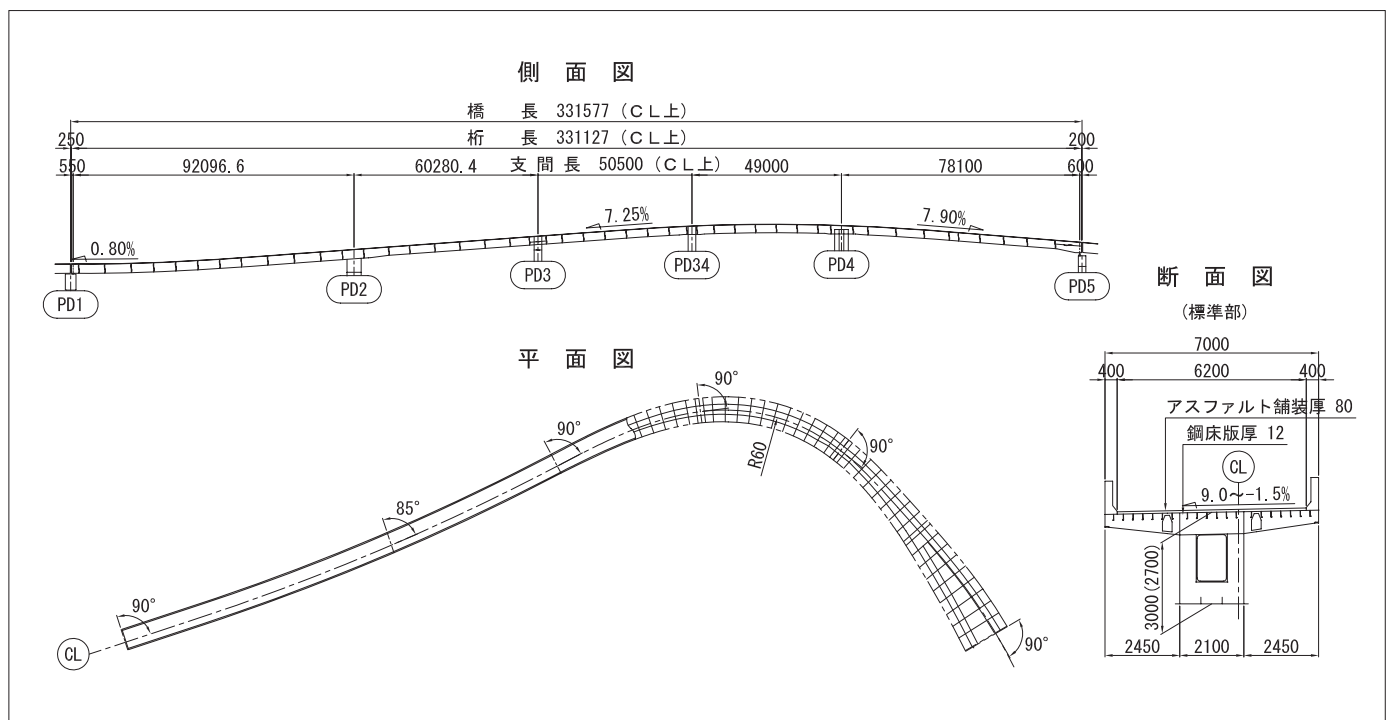 側 面 図
橋 長 331577 (CL上)
250 桁 長 331127 (CL上) 200
550 92096.6 60280.4 支 間 長 50500 (CL上) 49000 78100 600
0.80% 7.25% 7.90%
PD1 PD2 PD3 PD34 PD4 PD5
平 面 図
90°
85°
90°
90°
R60
90°
90°
CL
断 面 図
(標準部)
7000
400 6200 400
アスファルト舗装厚 80
鋼床版厚 12
CL
9.0~-1.5%
3000(2700)
2450 2100 2450